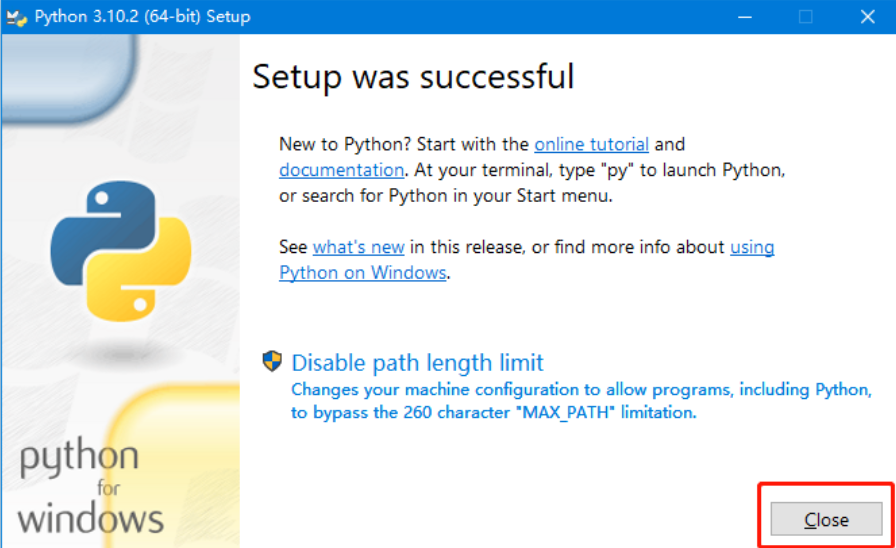 Python 3.10.2 (64-bit) Setup
Setup was successful
New to Python? Start with the online tutorial and
documentation. At your terminal, type "py" to launch Python,
or search for Python in your Start menu.
See what's new in this release, or find more info about using
Python on Windows.
Disable path length limit
Changes your machine configuration to allow programs, including Python,
to bypass the 260 character "MAX_PATH" limitation.
python
for
windows
Close